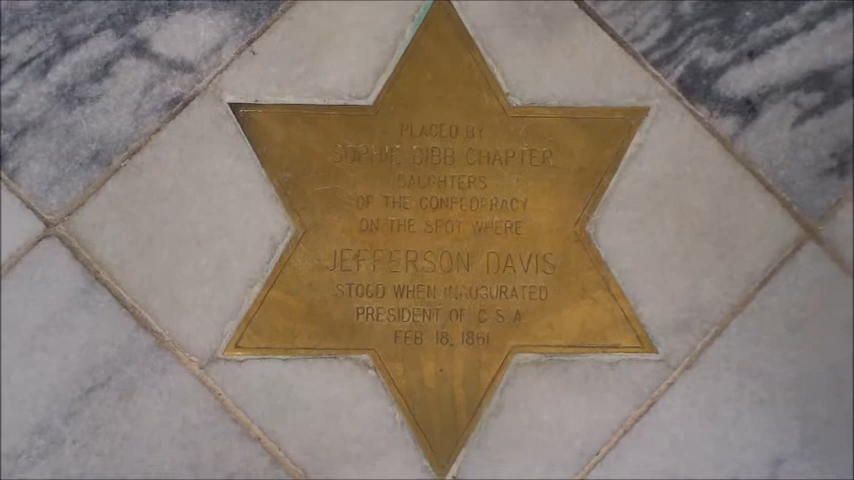 PLACED BY
SOPHIE BIBB CHAPTER
DAUGHTERS
OF THE CONFEDERACY
ON THE SPOT WHERE
JEFFERSON DAVIS
STOOD WHEN INAUGURATED
PRESIDENT OF C.S.A
FEB 18, 1861